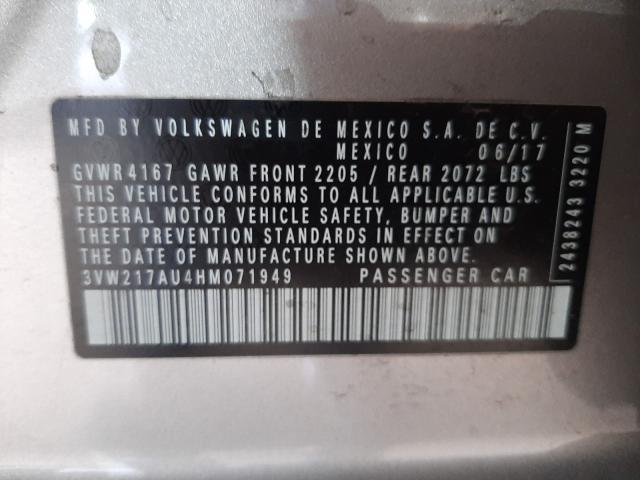 MFD BY VOLKSWAGEN DE MEXICO S.A. DE C.V.
MEXICO 06/17
GVWR 4167 GAWR FRONT 2205 / REAR 2072 LBS
THIS VEHICLE CONFORMS TO ALL APPLICABLE U.S.
FEDERAL MOTOR VEHICLE SAFETY, BUMPER AND
THEFT PREVENTION STANDARDS IN EFFECT ON
THE DATE OF MANUFACTURE SHOWN ABOVE.
3VW217AU4HM071949 PASSENGER CAR
2438243 3220 M